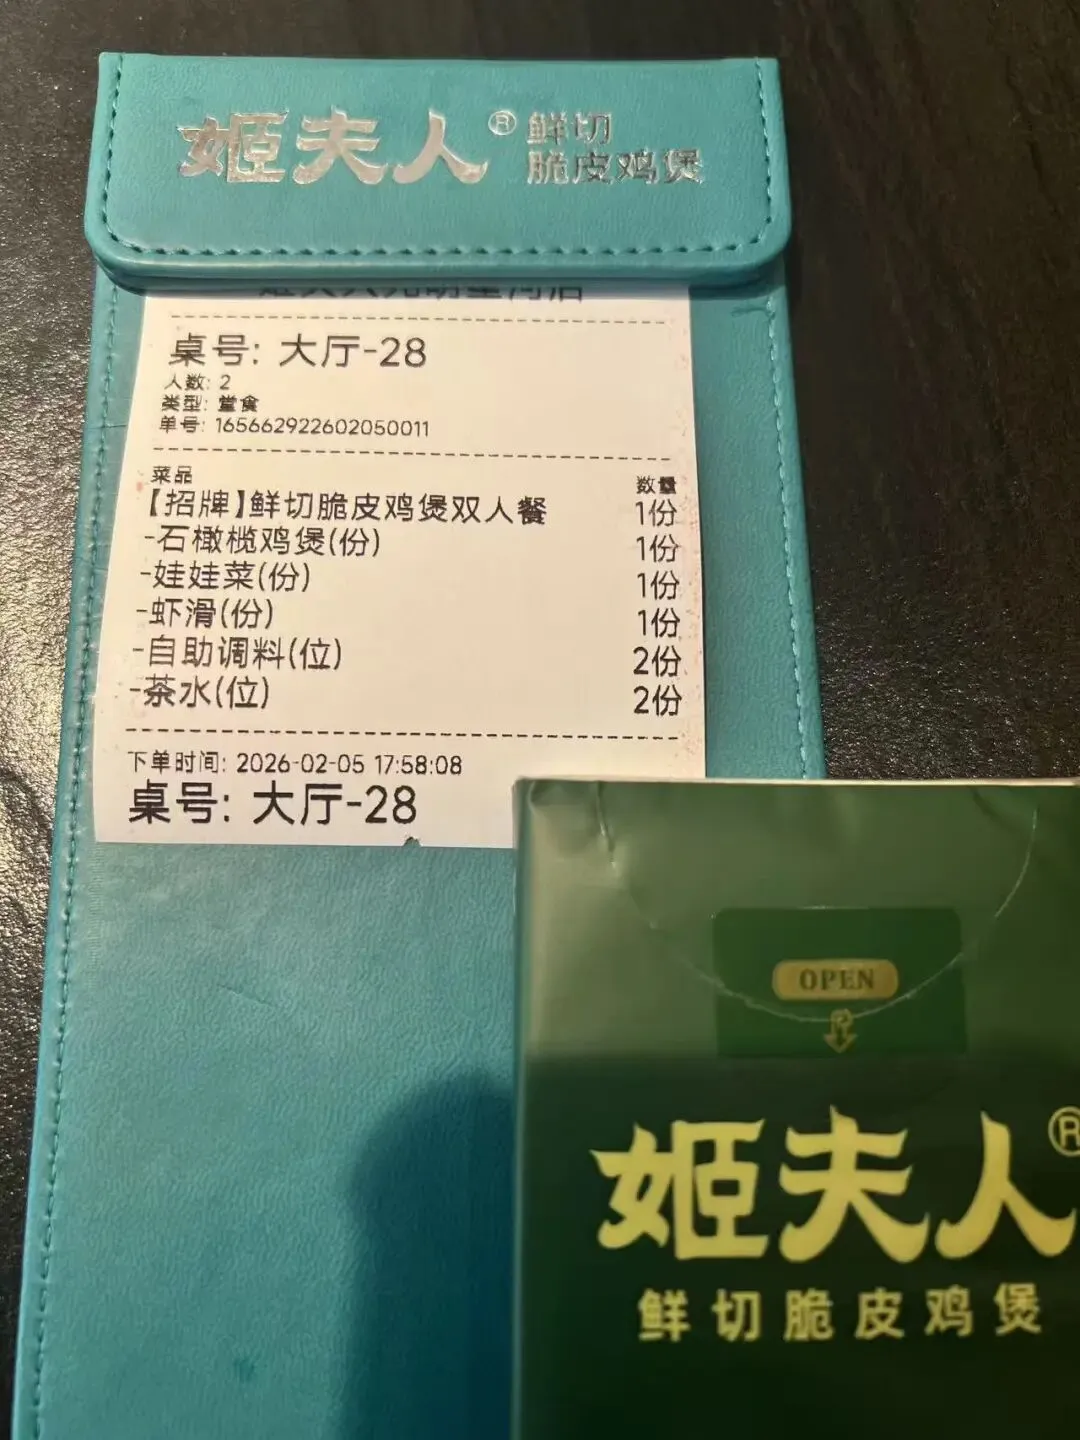 姬夫人® 鲜切
脆皮鸡煲
桌号: 大厅-28
人数: 2
类型: 堂食
单号: 165662922602050011
菜品 数量
【招牌】鲜切脆皮鸡煲双人餐 1份
-石橄榄鸡煲(份) 1份
-娃娃菜(份) 1份
-虾滑(份) 1份
-自助调料(位) 2份
-茶水(位) 2份
下单时间: 2026-02-05 17:58:08
桌号: 大厅-28
OPEN
姬夫人®
鲜切脆皮鸡煲